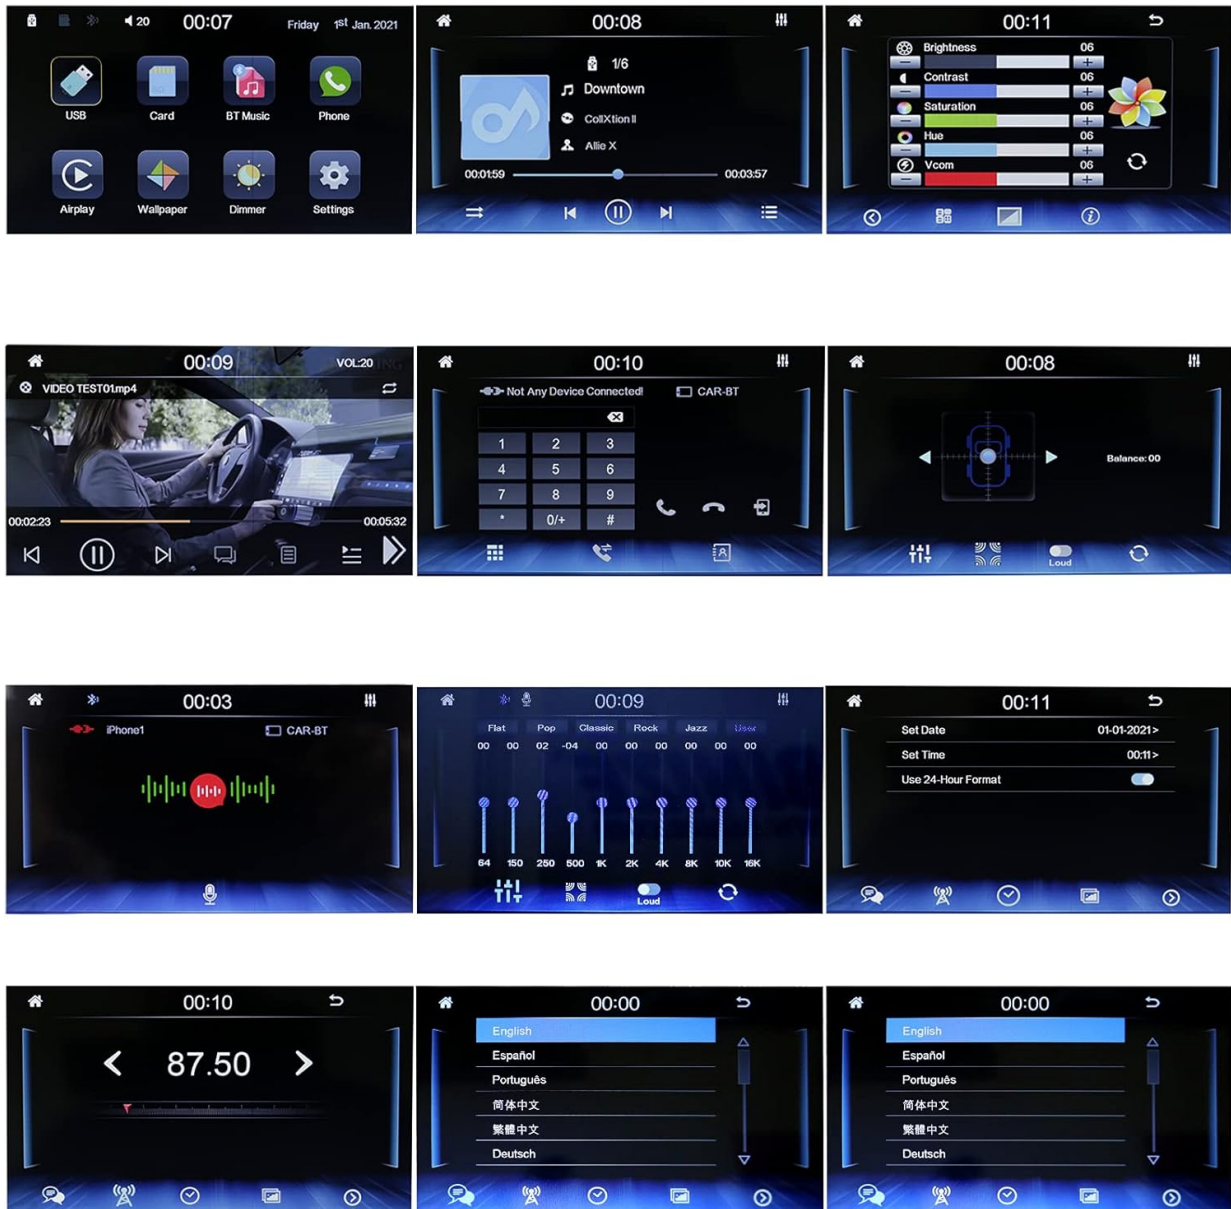 20 00:07 Friday 1st Jan. 2021
USB Card BT Music Phone
Airplay Wallpaper Dimmer Settings
00:08
1/6
Downtown
CollXtion II
Allie X
00:01:59 00:03:57
00:11
Brightness 06
Contrast 06
Saturation 06
Hue 06
Vcom 06
00:09 VOL:20
VIDEO TEST01.mp4
00:02:23 00:05:32
00:10
Not Any Device Connected! CAR-BT
1 2 3
4 5 6
7 8 9
* 0/+ #
00:08
Balance: 00
Loud
00:03
iPhone1 CAR-BT
00:09
Flat Pop Classic Rock Jazz User
00 00 02 -04 00 00 00 00 00 00
64 150 250 500 1K 2K 4K 8K 10K 16K
Loud
00:11
Set Date 01-01-2021>
Set Time 00:11>
Use 24-Hour Format
00:10
87.50
00:00
English
Español
Português
简体中文
繁體中文
Deutsch
00:00
English
Español
Português
简体中文
繁體中文
Deutsch